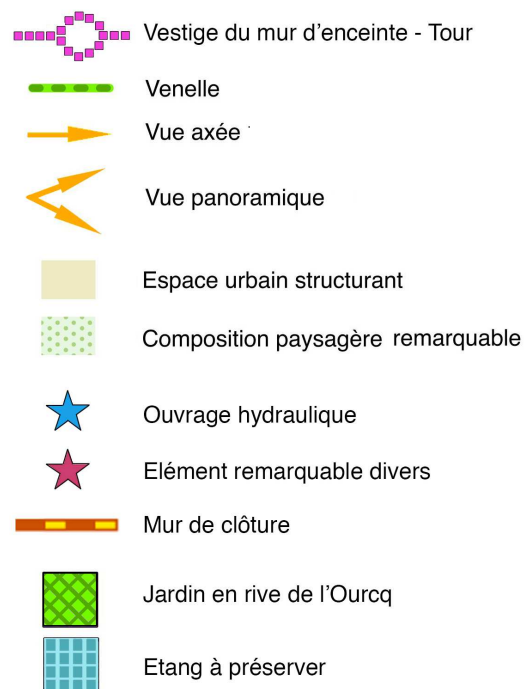 Vestige du mur d'enceinte - Tour
Venelle
Vue axée
Vue panoramique
Espace urbain structurant
Composition paysagère remarquable
Ouvrage hydraulique
Elément remarquable divers
Mur de clôture
Jardin en rive de l'Ourcq
Etang à préserver